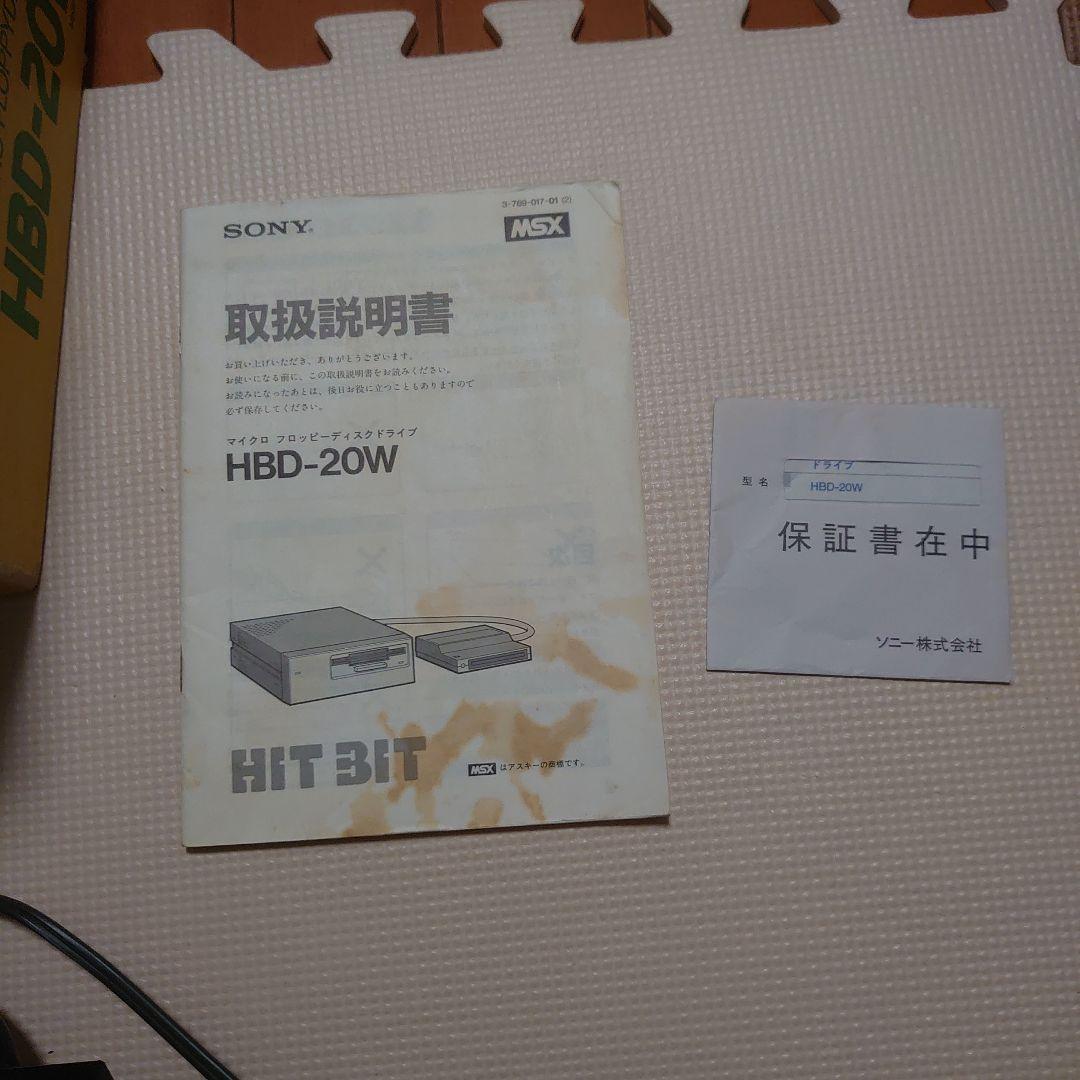 HBD-20
SONY®
3-769-017-01 (2)
MSX
取扱説明書
お買い上げいただき、ありがとうございます。
お使いになる前に、この取扱説明書をお読みください。
お読みになったあとは、後日お役に立つこともありますので
必ず保存してください。
マイクロ フロッピーディスクドライブ
HBD-20W
HIT BIT
MSX はアスキーの商標です。
ドライブ
型名 HBD-20W
保証書在中
ソニー株式会社